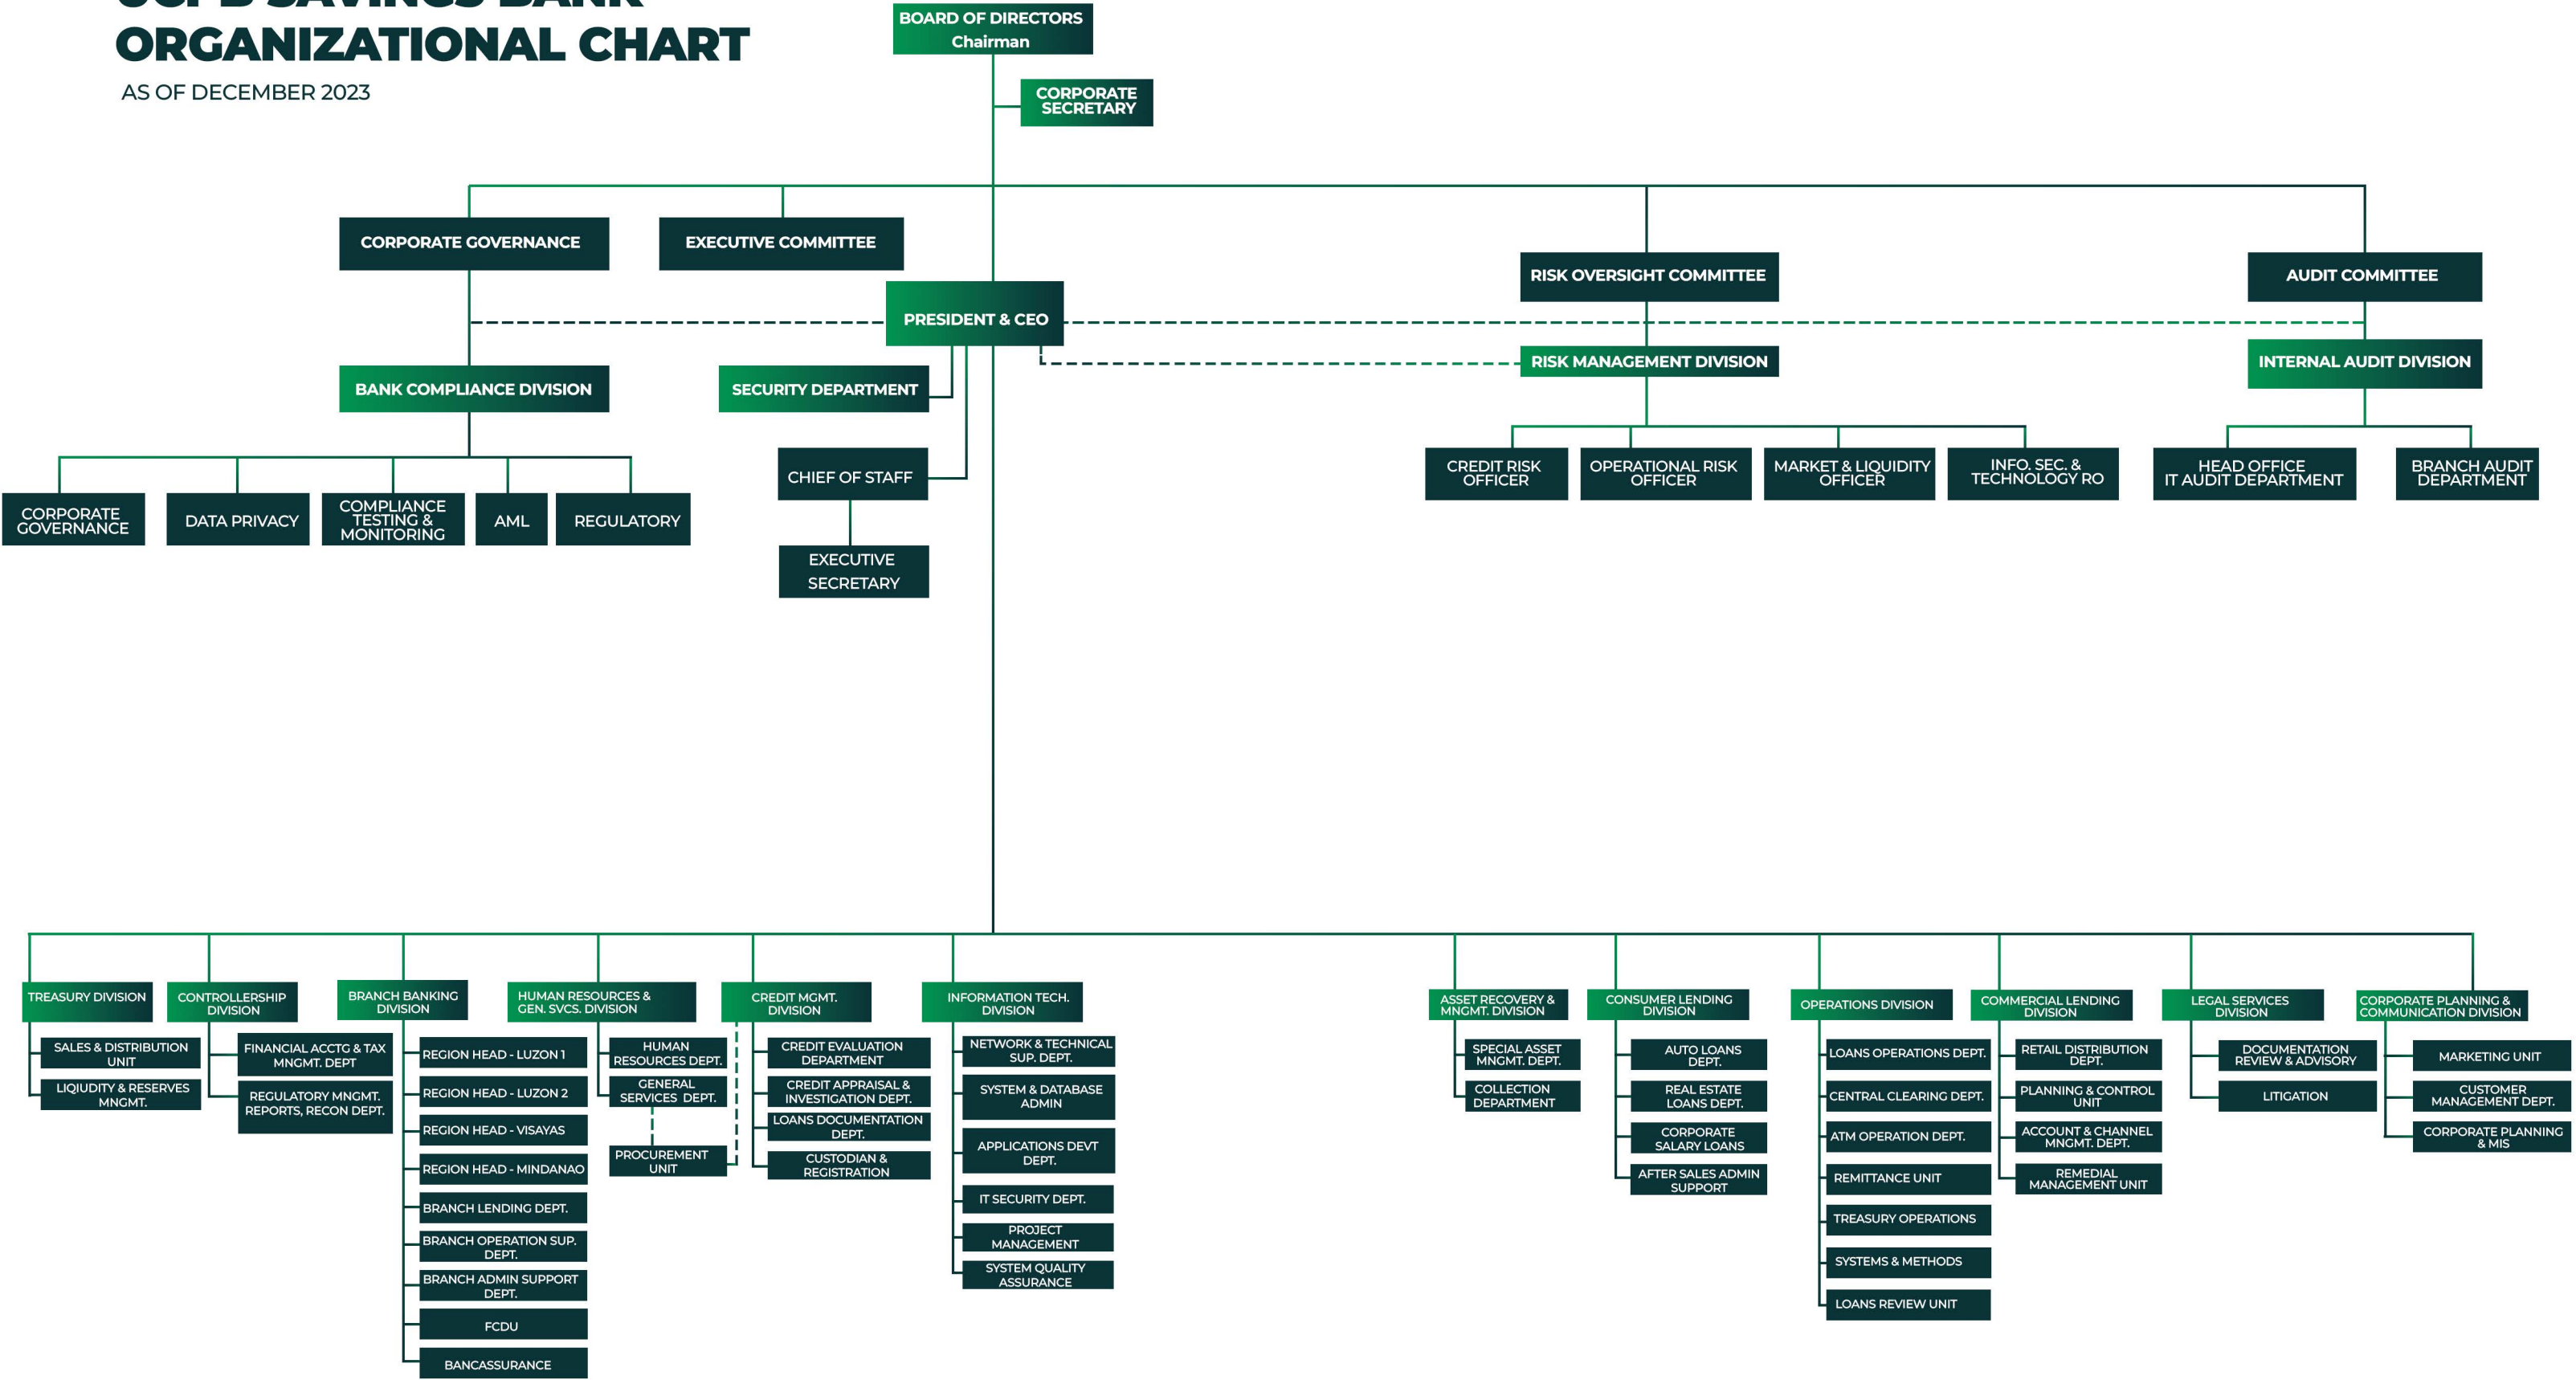 UCPB SAVINGS BANK
ORGANIZATIONAL CHART
AS OF DECEMBER 2023
BOARD OF DIRECTORS
Chairman
CORPORATE
SECRETARY
CORPORATE GOVERNANCE
EXECUTIVE COMMITTEE
RISK OVERSIGHT COMMITTEE
AUDIT COMMITTEE
PRESIDENT & CEO
BANK COMPLIANCE DIVISION
SECURITY DEPARTMENT
RISK MANAGEMENT DIVISION
INTERNAL AUDIT DIVISION
CORPORATE
GOVERNANCE
DATA PRIVACY
COMPLIANCE
TESTING &
MONITORING
AML
REGULATORY
CHIEF OF STAFF
EXECUTIVE
SECRETARY
CREDIT RISK
OFFICER
OPERATIONAL RISK
OFFICER
MARKET & LIQUIDITY
OFFICER
INFO. SEC. &
TECHNOLOGY RO
HEAD OFFICE
IT AUDIT DEPARTMENT
BRANCH AUDIT
DEPARTMENT
TREASURY DIVISION
SALES & DISTRIBUTION
UNIT
LIQIUDITY & RESERVES
MNGMT.
CONTROLLERSHIP
DIVISION
FINANCIAL ACCTG & TAX
MNGMT. DEPT
REGULATORY MNGMT.
REPORTS, RECON DEPT.
BRANCH BANKING
DIVISION
REGION HEAD - LUZON 1
REGION HEAD - LUZON 2
REGION HEAD - VISAYAS
REGION HEAD - MINDANAO
BRANCH LENDING DEPT.
BRANCH OPERATION SUP.
DEPT.
BRANCH ADMIN SUPPORT
DEPT.
FCDU
BANCASSURANCE
HUMAN RESOURCES &
GEN. SVCS. DIVISION
HUMAN
RESOURCES DEPT.
GENERAL
SERVICES DEPT.
PROCUREMENT
UNIT
CREDIT MGMT.
DIVISION
CREDIT EVALUATION
DEPARTMENT
CREDIT APPRAISAL &
INVESTIGATION DEPT.
LOANS DOCUMENTATION
DEPT.
CUSTODIAN &
REGISTRATION
INFORMATION TECH.
DIVISION
NETWORK & TECHNICAL
SUP. DEPT.
SYSTEM & DATABASE
ADMIN
APPLICATIONS DEVT
DEPT.
IT SECURITY DEPT.
PROJECT
MANAGEMENT
SYSTEM QUALITY
ASSURANCE
ASSET RECOVERY &
MNGMT. DIVISION
SPECIAL ASSET
MNGMT. DEPT.
COLLECTION
DEPARTMENT
CONSUMER LENDING
DIVISION
AUTO LOANS
DEPT.
REAL ESTATE
LOANS DEPT.
CORPORATE
SALARY LOANS
AFTER SALES ADMIN
SUPPORT
OPERATIONS DIVISION
LOANS OPERATIONS DEPT.
CENTRAL CLEARING DEPT.
ATM OPERATION DEPT.
REMITTANCE UNIT
TREASURY OPERATIONS
SYSTEMS & METHODS
LOANS REVIEW UNIT
COMMERCIAL LENDING
DIVISION
RETAIL DISTRIBUTION
DEPT.
PLANNING & CONTROL
UNIT
ACCOUNT & CHANNEL
MNGMT. DEPT.
REMEDIAL
MANAGEMENT UNIT
LEGAL SERVICES
DIVISION
DOCUMENTATION
REVIEW & ADVISORY
LITIGATION
CORPORATE PLANNING &
COMMUNICATION DIVISION
MARKETING UNIT
CUSTOMER
MANAGEMENT DEPT.
CORPORATE PLANNING
& MIS